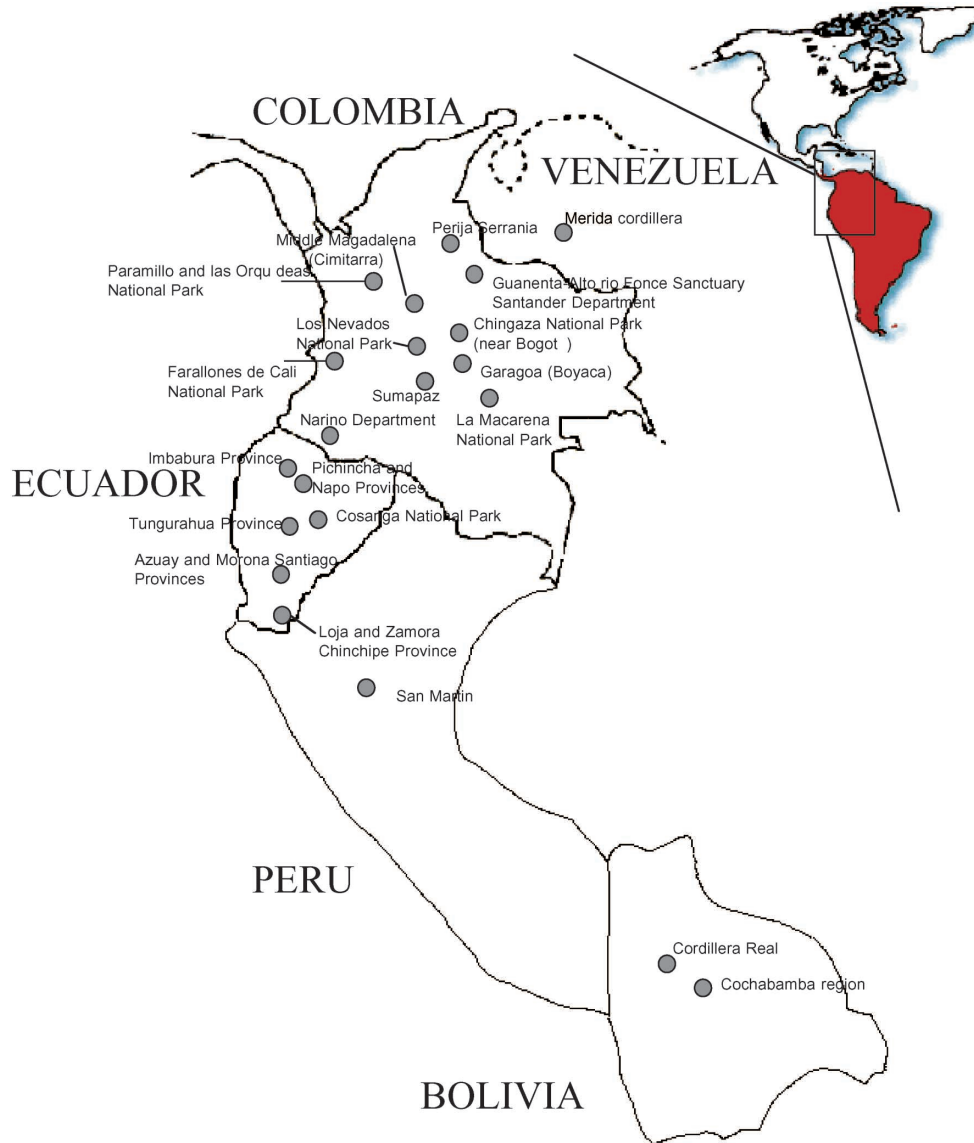 COLOMBIA
VENEZUELA
Merida cordillera
Perija Serrania
Middle Magadalena
(Cimitarra)
Paramillo and las Orqu deas
National Park
Guanenta-Alto rio Fonce Sanctuary
Santander Department
Los Nevados
National Park
Chingaza National Park
(near Bogot )
Farallones de Cali
National Park
Garagoa (Boyaca)
Sumapaz
La Macarena
National Park
Narino Department
ECUADOR
Imbabura Province
Pichincha and
Napo Provinces
Tungurahua Province
Cosanga National Park
Azuay and Morona Santiago
Provinces
Loja and Zamora
Chinchipe Province
San Martin
PERU
Cordillera Real
Cochabamba region
BOLIVIA